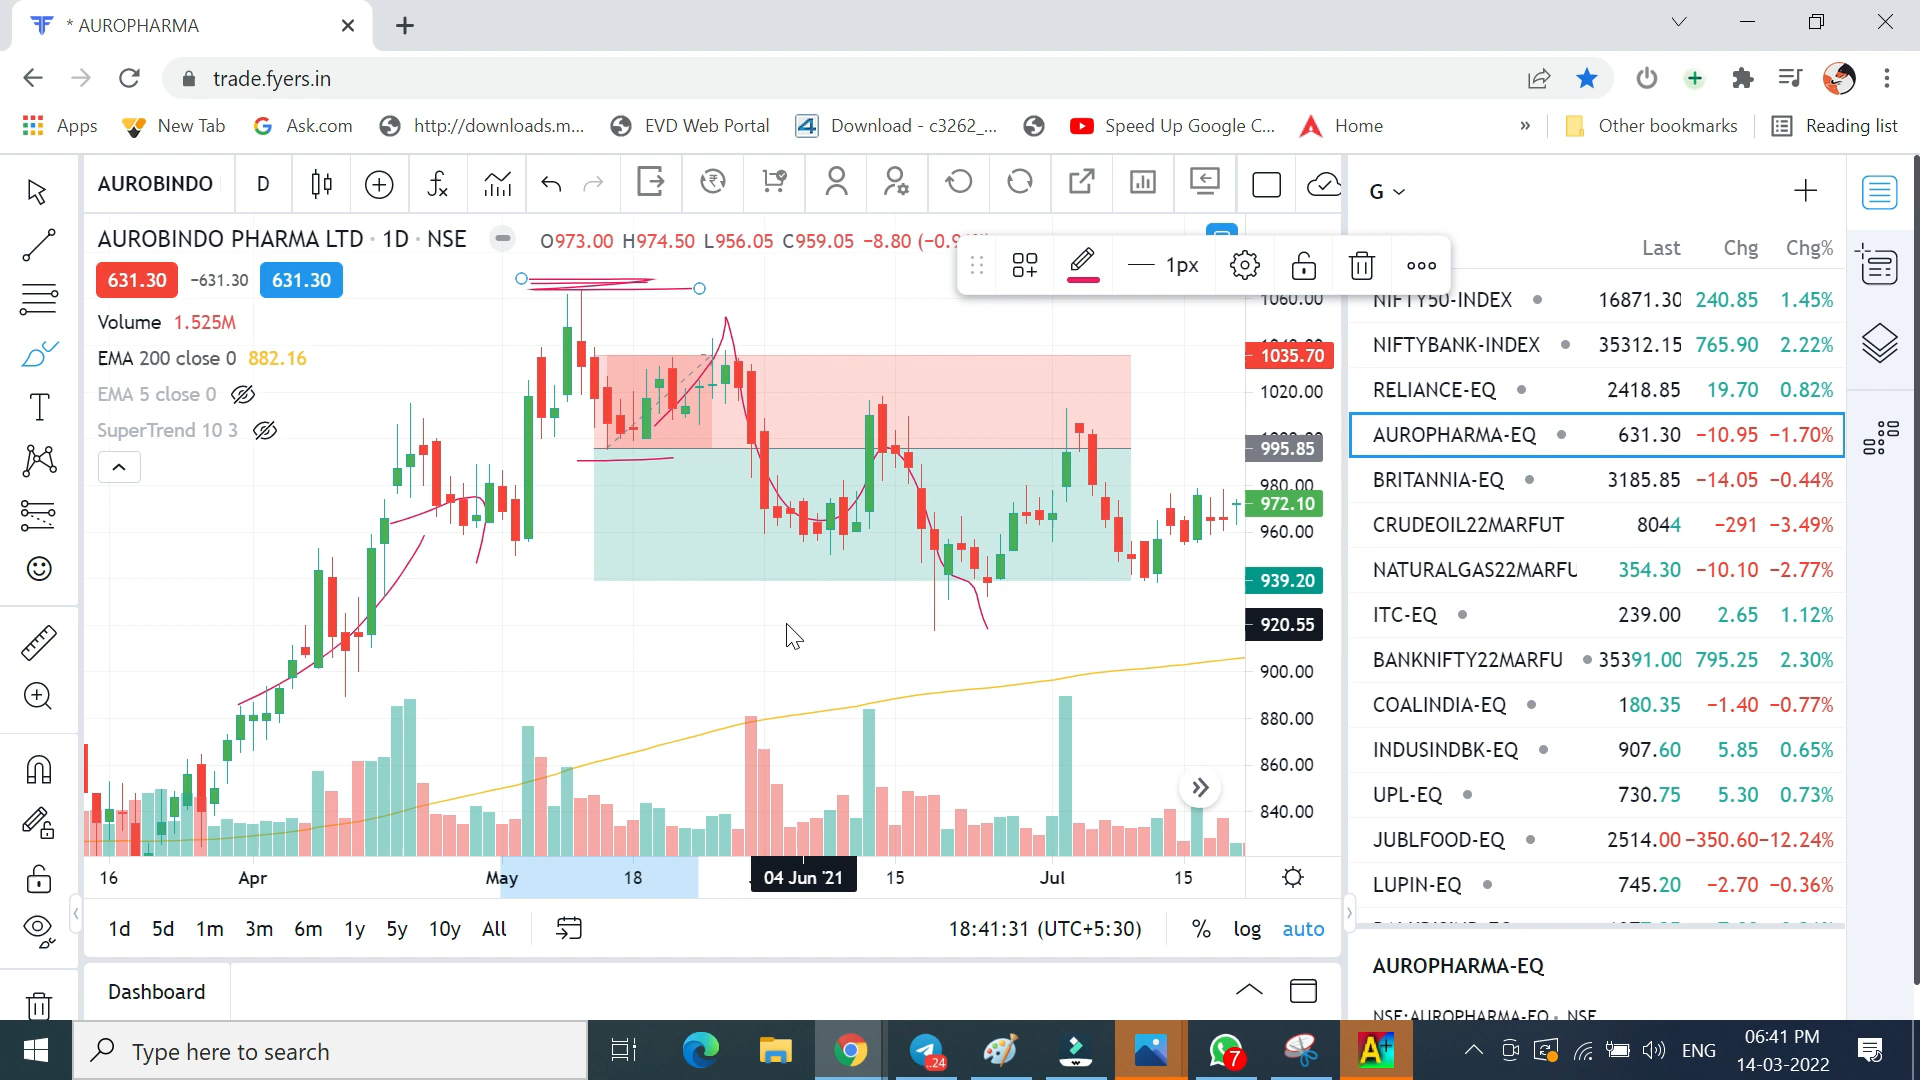 * AUROPHARMA
trade.fyers.in
Apps New Tab Ask.com http://downloads.m... EVD Web Portal Download - c3262_... Speed Up Google C... Home » Other bookmarks Reading list
AUROBINDO D
G
AUROBINDO PHARMA LTD · 1D · NSE O973.00 H974.50 L956.05 C959.05 −8.80
631.30 −631.30 631.30
1px
Volume 1.525M
EMA 200 close 0 882.16
EMA 5 close 0
SuperTrend 10 3
1060.00
1035.70
1020.00
995.85
980.00
972.10
960.00
939.20
920.55
900.00
880.00
860.00
840.00
16 Apr May 18 04 Jun '21 15 Jul 15
1d 5d 1m 3m 6m 1y 5y 10y All 18:41:31 (UTC+5:30) % log auto
Dashboard
Last Chg Chg%
NIFTY50-INDEX 16871.30 240.85 1.45%
NIFTYBANK-INDEX 35312.15 765.90 2.22%
RELIANCE-EQ 2418.85 19.70 0.82%
AUROPHARMA-EQ 631.30 −10.95 −1.70%
BRITANNIA-EQ 3185.85 −14.05 −0.44%
CRUDEOIL22MARFUT 8044 −291 −3.49%
NATURALGAS22MARFU 354.30 −10.10 −2.77%
ITC-EQ 239.00 2.65 1.12%
BANKNIFTY22MARFU 35391.00 795.25 2.30%
COALINDIA-EQ 180.35 −1.40 −0.77%
INDUSINDBK-EQ 907.60 5.85 0.65%
UPL-EQ 730.75 5.30 0.73%
JUBLFOOD-EQ 2514.00 −350.60 −12.24%
LUPIN-EQ 745.20 −2.70 −0.36%
AUROPHARMA-EQ
NSE:AUROPHARMA-EQ · NSE
Type here to search
..24
7
ENG
06:41 PM
14-03-2022